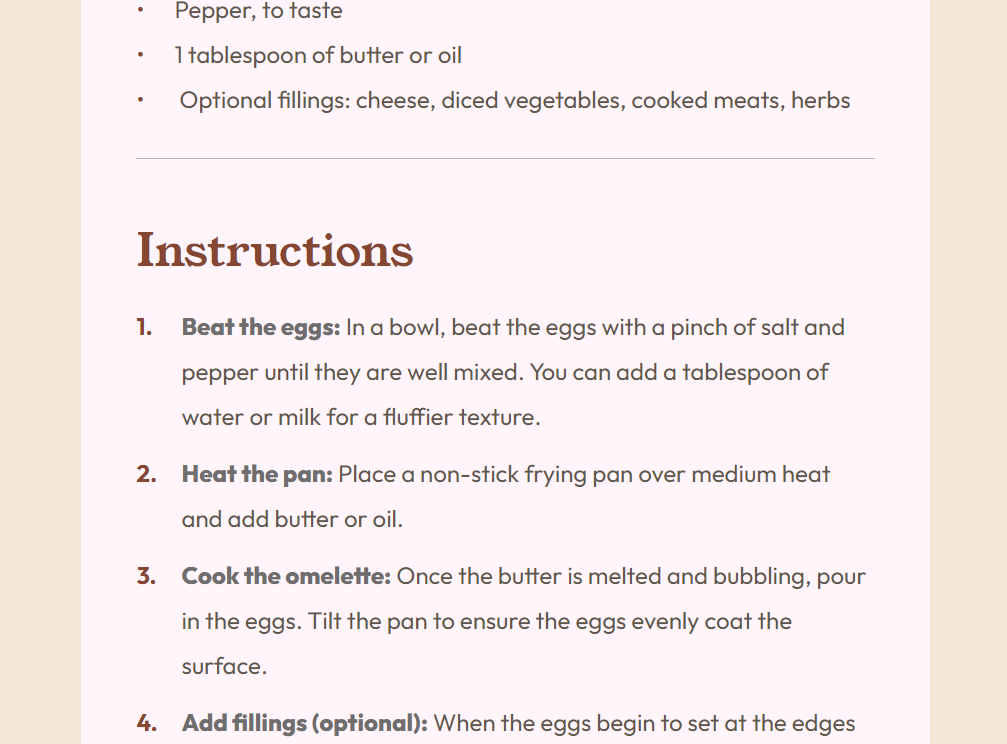 • Pepper, to taste
• 1 tablespoon of butter or oil
• Optional fillings: cheese, diced vegetables, cooked meats, herbs
Instructions
1. Beat the eggs: In a bowl, beat the eggs with a pinch of salt and
pepper until they are well mixed. You can add a tablespoon of
water or milk for a fluffier texture.
2. Heat the pan: Place a non-stick frying pan over medium heat
and add butter or oil.
3. Cook the omelette: Once the butter is melted and bubbling, pour
in the eggs. Tilt the pan to ensure the eggs evenly coat the
surface.
4. Add fillings (optional): When the eggs begin to set at the edges